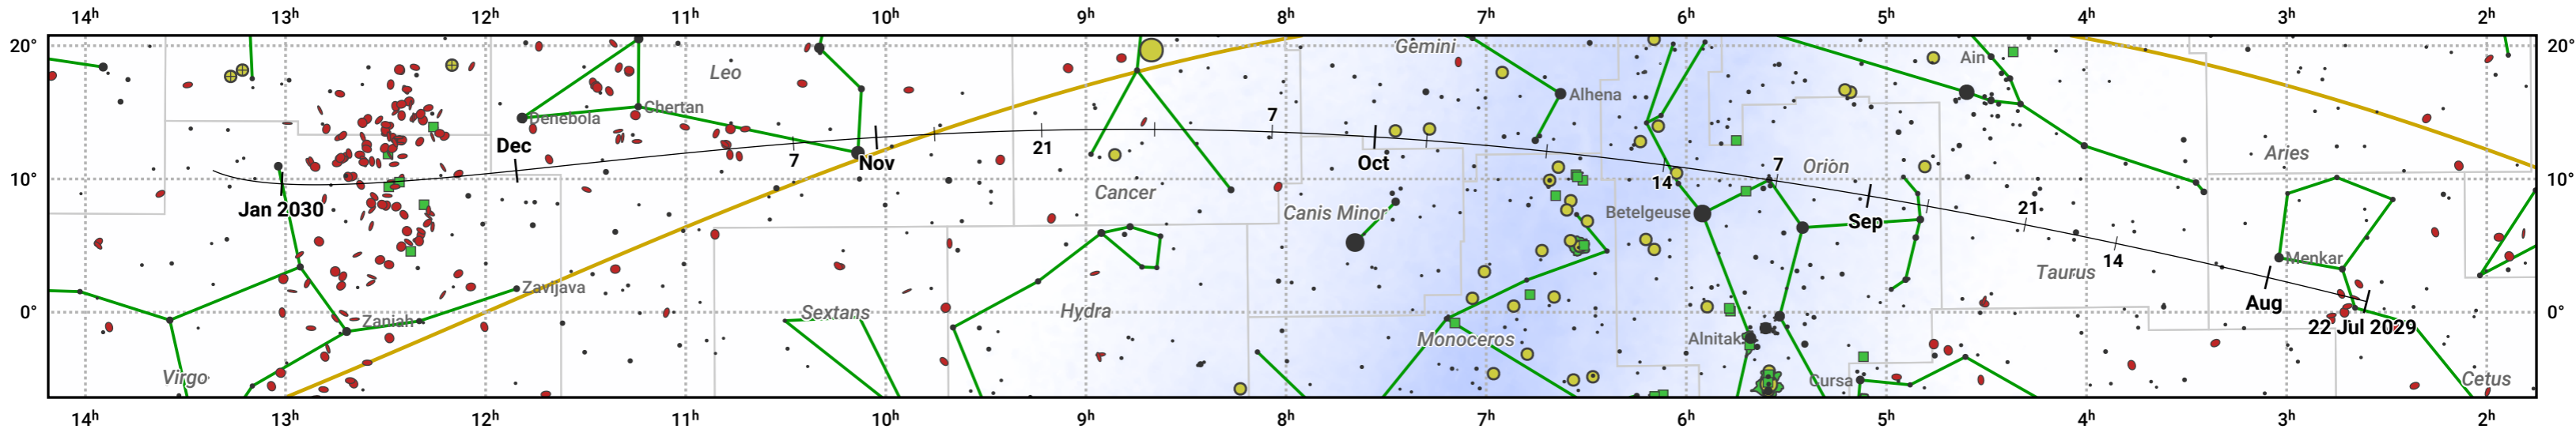 14ʰ 13ʰ 12ʰ 11ʰ 10ʰ 9ʰ 8ʰ 7ʰ 6ʰ 5ʰ 4ʰ 3ʰ 2ʰ
20° Leo Gemini Ain 20°
Denebola Chertan Alhena
7 21 7 Oct 14 7 Orion Aries
Dec Nov
10° Cancer 10°
Jan 2030 Canis Minor Betelgeuse Sep 21
14 Taurus Menkar
Zavijava Aug
0° Zaniah Sextans Hydra 0°
Monoceros Alnitak 22 Jul 2029
Virgo Cursa Cetus
14ʰ 13ʰ 12ʰ 11ʰ 10ʰ 9ʰ 8ʰ 7ʰ 6ʰ 5ʰ 4ʰ 3ʰ 2ʰ